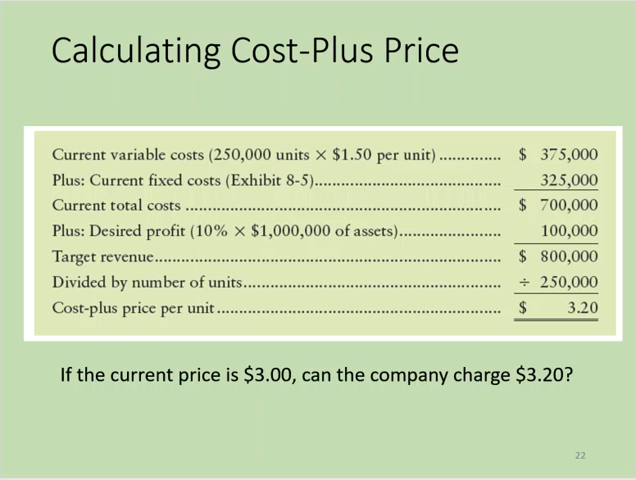 Calculating Cost-Plus Price
Current variable costs (250,000 units × $1.50 per unit).............. $ 375,000
Plus: Current fixed costs (Exhibit 8-5).......................................... 325,000
Current total costs ....................................................................... $ 700,000
Plus: Desired profit (10% × $1,000,000 of assets)....................... 100,000
Target revenue............................................................................. $ 800,000
Divided by number of units.......................................................... ÷ 250,000
Cost-plus price per unit................................................................ $ 3.20
If the current price is $3.00, can the company charge $3.20?
22